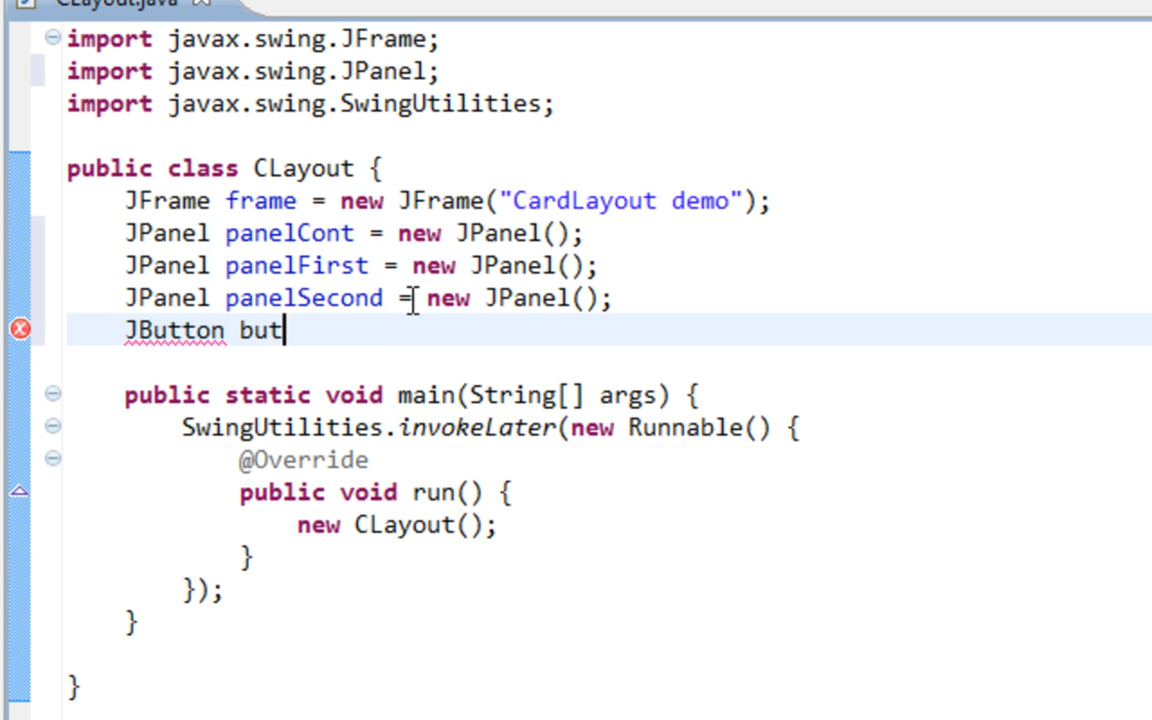 CLayout.java
import javax.swing.JFrame;
import javax.swing.JPanel;
import javax.swing.SwingUtilities;
public class CLayout {
JFrame frame = new JFrame("CardLayout demo");
JPanel panelCont = new JPanel();
JPanel panelFirst = new JPanel();
JPanel panelSecond = new JPanel();
JButton but
public static void main(String[] args) {
SwingUtilities.invokeLater(new Runnable() {
@Override
public void run() {
new CLayout();
}
});
}
}